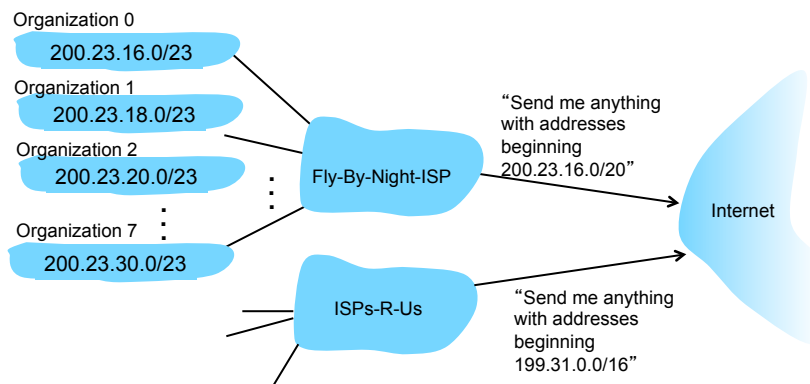 Organization 0
200.23.16.0/23
Organization 1
200.23.18.0/23
Organization 2
200.23.20.0/23
Organization 7
200.23.30.0/23
Fly-By-Night-ISP
“Send me anything
with addresses
beginning
200.23.16.0/20”
Internet
ISPs-R-Us
“Send me anything
with addresses
beginning
199.31.0.0/16”